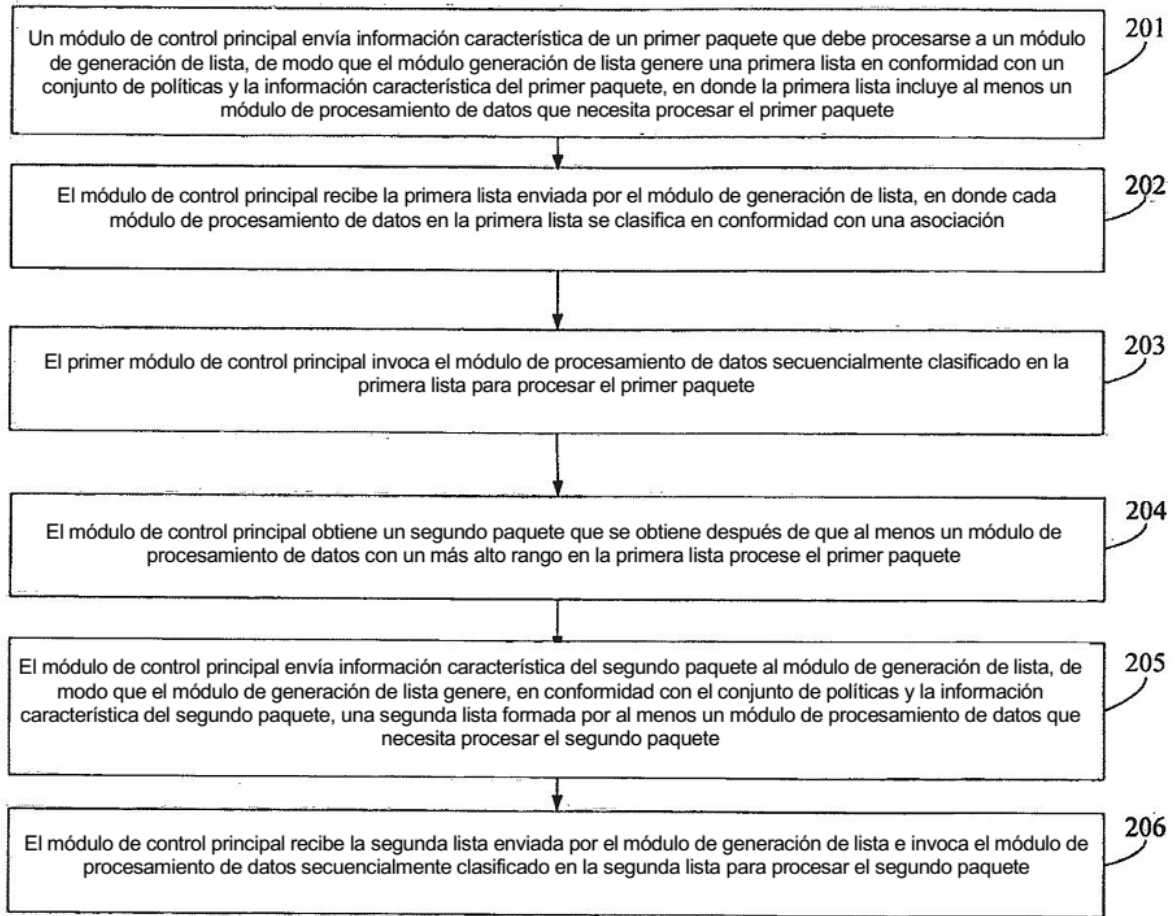 Un módulo de control principal envía información característica de un primer paquete que debe procesarse a un módulo
de generación de lista, de modo que el módulo generación de lista genere una primera lista en conformidad con un
conjunto de políticas y la información característica del primer paquete, en donde la primera lista incluye al menos un
módulo de procesamiento de datos que necesita procesar el primer paquete
201
El módulo de control principal recibe la primera lista enviada por el módulo de generación de lista, en donde cada
módulo de procesamiento de datos en la primera lista se clasifica en conformidad con una asociación
202
El primer módulo de control principal invoca el módulo de procesamiento de datos secuencialmente clasificado en la
primera lista para procesar el primer paquete
203
El módulo de control principal obtiene un segundo paquete que se obtiene después de que al menos un módulo de
procesamiento de datos con un más alto rango en la primera lista procese el primer paquete
204
El módulo de control principal envía información característica del segundo paquete al módulo de generación de lista, de
modo que el módulo de generación de lista genere, en conformidad con el conjunto de políticas y la información
característica del segundo paquete, una segunda lista formada por al menos un módulo de procesamiento de datos que
necesita procesar el segundo paquete
205
El módulo de control principal recibe la segunda lista enviada por el módulo de generación de lista e invoca el módulo de
procesamiento de datos secuencialmente clasificado en la segunda lista para procesar el segundo paquete
206